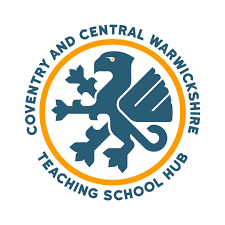 COVENTRY AND CENTRAL WARWICKSHIRE
TEACHING SCHOOL HUB